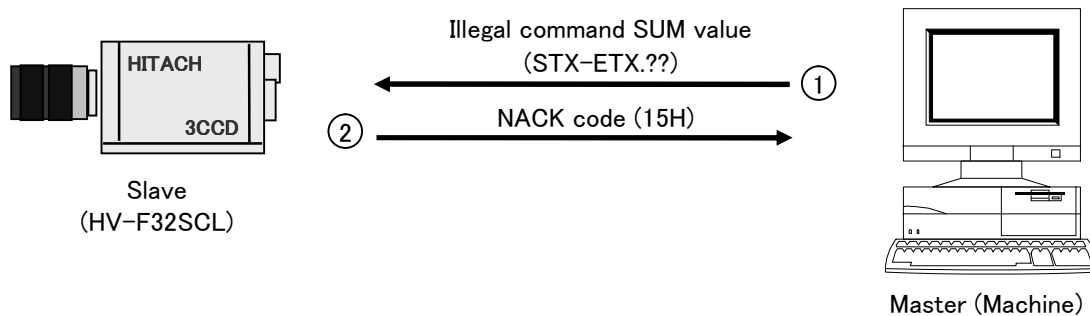 Illegal command SUM value
(STX-ETX.??)
①
HITACH
3CCD
②
NACK code (15H)
Slave
(HV-F32SCL)
Master (Machine)